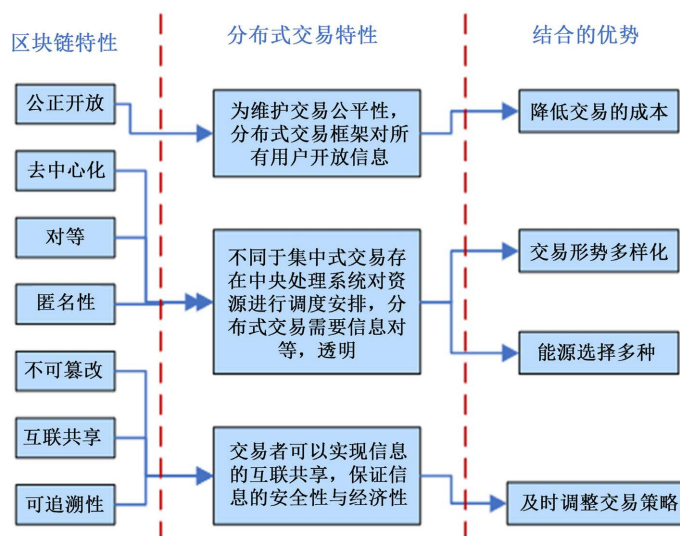 区块链特性
分布式交易特性
结合的优势
公正开放
去中心化
对等
匿名性
不可篡改
互联共享
可追溯性
为维护交易公平性，
分布式交易框架对所
有用户开放信息
不同于集中式交易存
在中央处理系统对资
源进行调度安排，分
布式交易需要信息对
等，透明
交易者可以实现信息
的互联共享，保证信
息的安全性与经济性
降低交易的成本
交易形势多样化
能源选择多种
及时调整交易策略